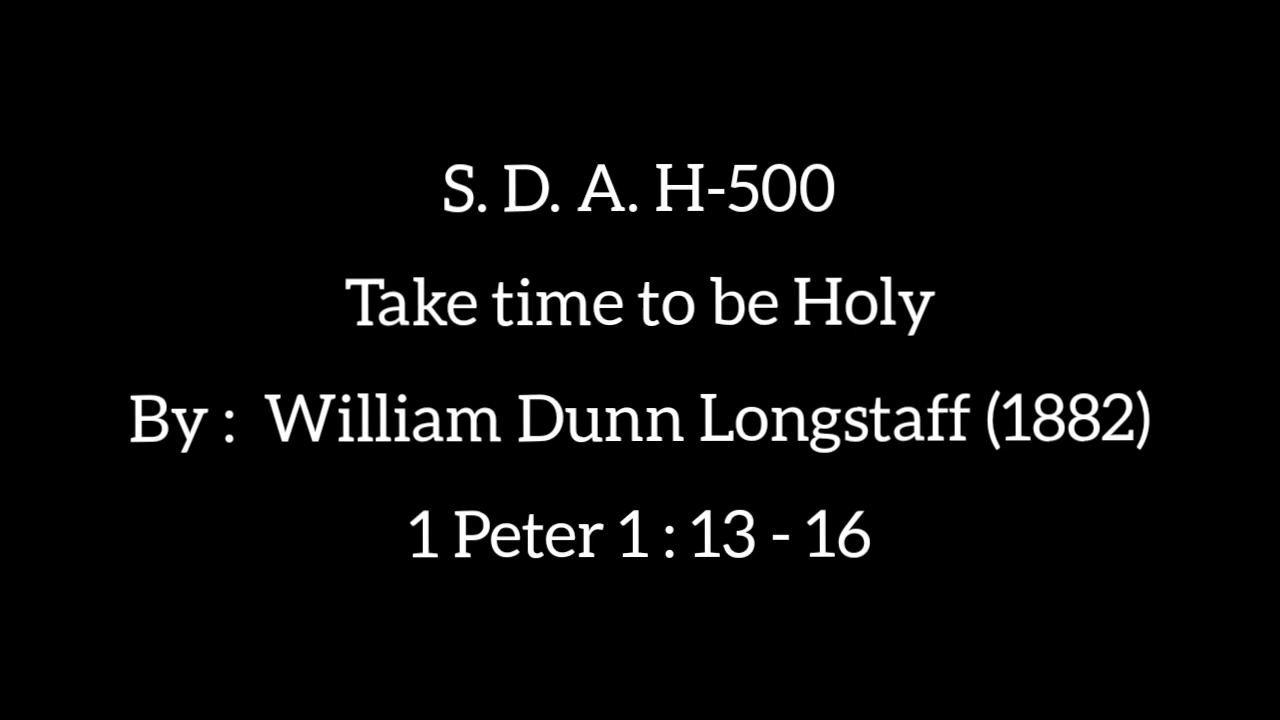 S. D. A. H-500
Take time to be Holy
By : William Dunn Longstaff (1882)
1 Peter 1 : 13 - 16